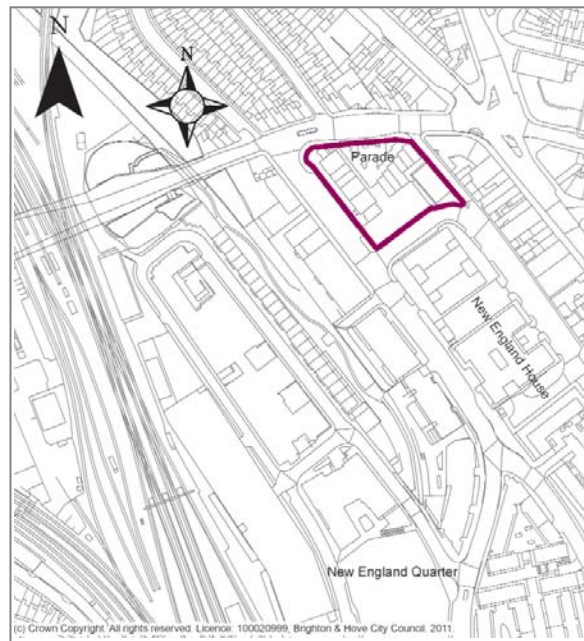 N
N
Parade
New England House
New England Quarter
(c) Crown Copyright. All rights reserved. Licence: 100020999, Brighton & Hove City Council. 2011.